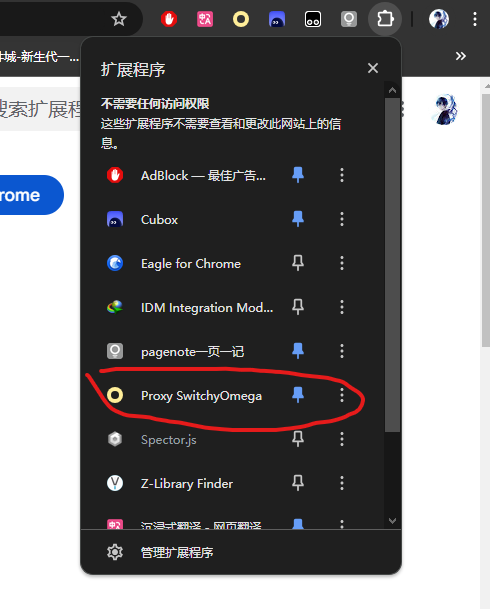 城-新生代一...
搜索扩展程
rome
扩展程序
不需要任何访问权限
这些扩展程序不需要查看和更改此网站上的信
息。
AdBlock — 最佳广告...
Cubox
Eagle for Chrome
IDM Integration Mod...
pagenote一页一记
Proxy SwitchyOmega
Spector.js
Z-Library Finder
沉浸式翻译 - 网页翻译
管理扩展程序